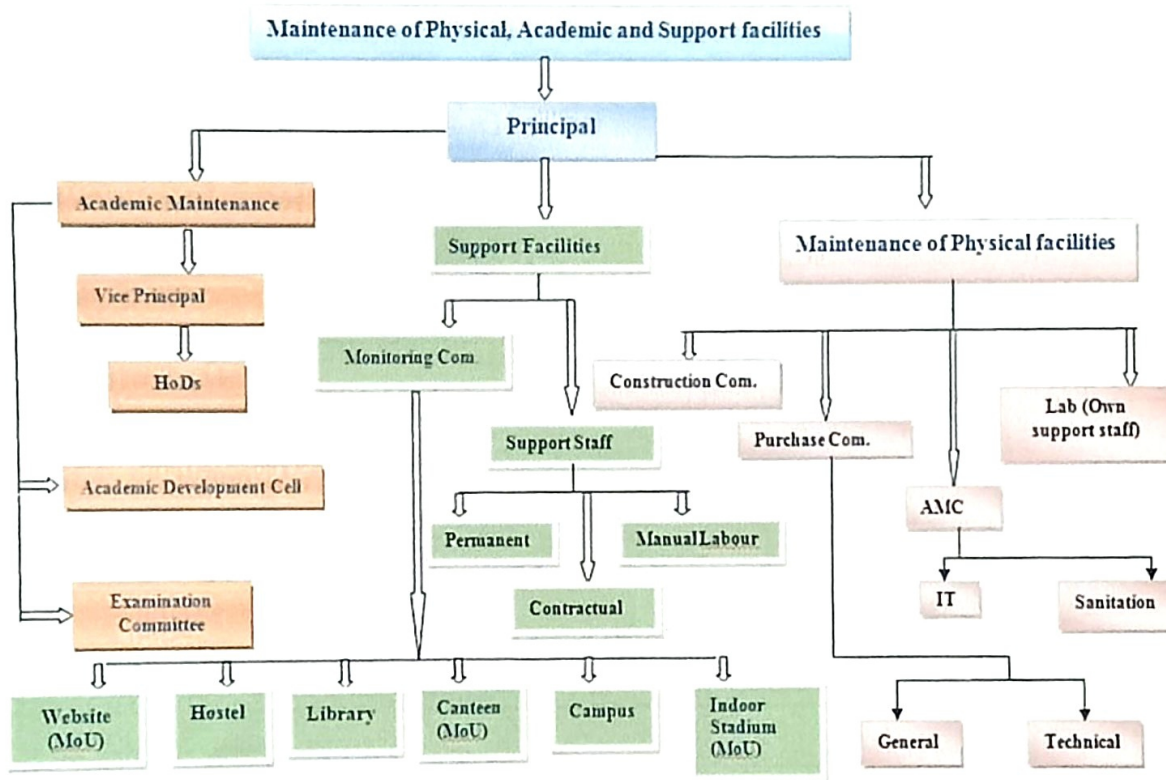 Maintenance of Physical, Academic and Support facilities
Principal
Academic Maintenance
Vice Principal
HoDs
Academic Development Cell
Examination
Committee
Support Facilities
Monitoring Com.
Support Staff
Permanent
Manual Labour
Contractual
Website
(MoU)
Hostel
Library
Canteen
(MoU)
Campus
Indoor
Stadium
(MoU)
Maintenance of Physical facilities
Construction Com.
Purchase Com.
AMC
Lab (Own
support staff)
IT
Sanitation
General
Technical